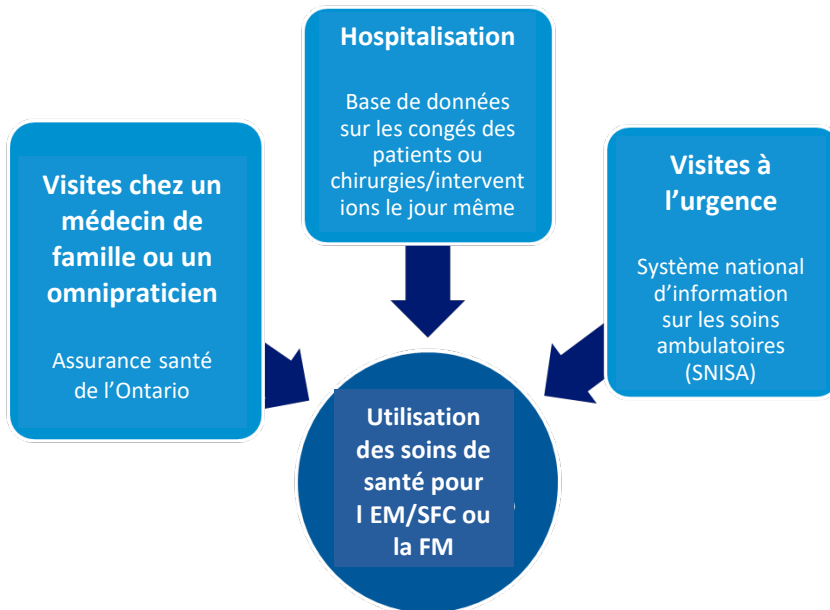 Hospitalisation
Base de données
sur les congés des
patients ou
chirurgies/intervent
ions le jour même
Visites chez un
médecin de
famille ou un
omnipraticien
Assurance santé
de l’Ontario
Visites à
l’urgence
Système national
d’information
sur les soins
ambulatoires
(SNISA)
Utilisation
des soins de
santé pour
l EM/SFC ou
la FM